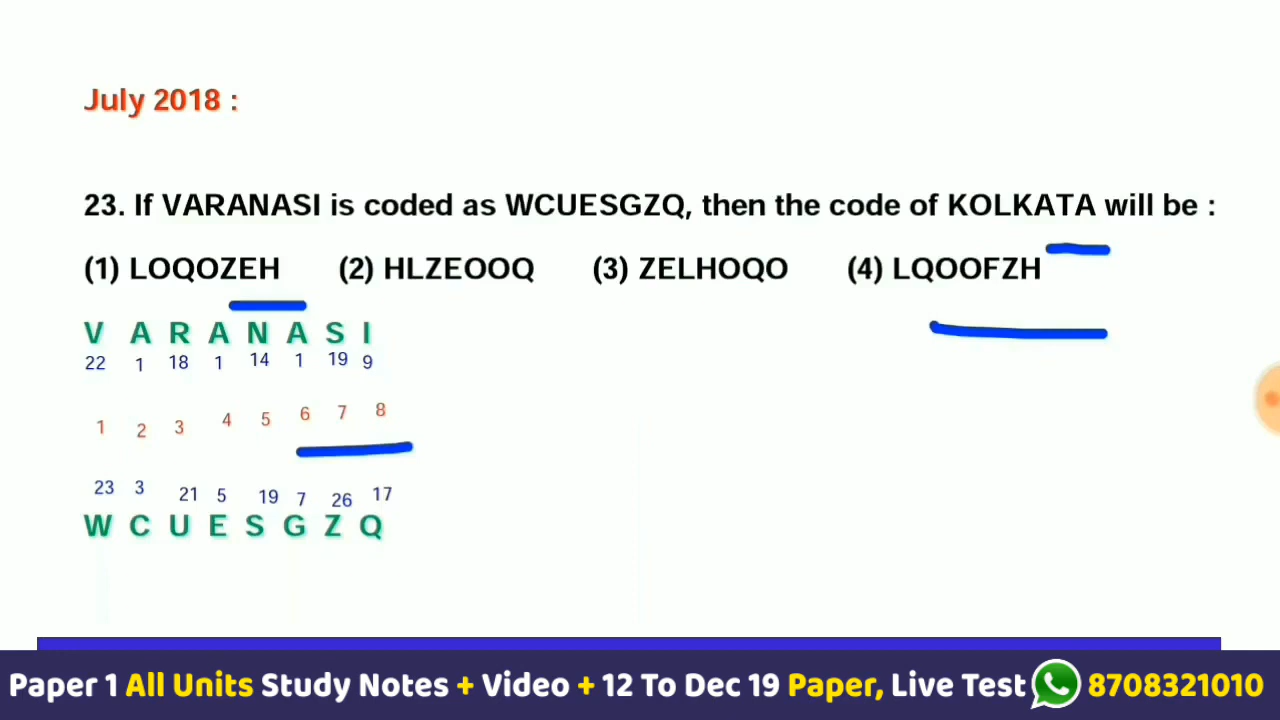 July 2018 :
23. If VARANASI is coded as WCUESGZQ, then the code of KOLKATA will be :
(1) LOQOZEH (2) HLZEOOQ (3) ZELHOQO (4) LQOOFZH
V A R A N A S I
22 1 18 1 14 1 19 9
1 2 3 4 5 6 7 8
23 3 21 5 19 7 26 17
W C U E S G Z Q
Paper 1 All Units Study Notes + Video + 12 To Dec 19 Paper, Live Test 8708321010